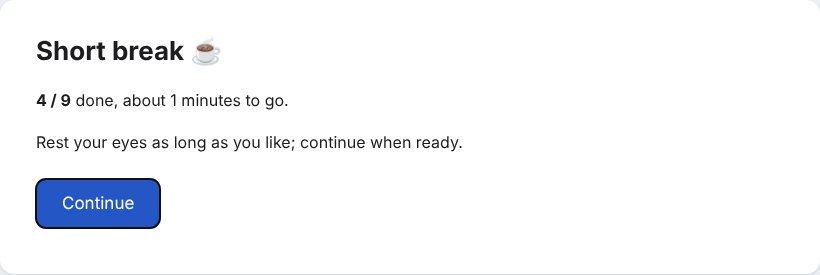 Short break ☕
4 / 9 done, about 1 minutes to go.
Rest your eyes as long as you like; continue when ready.
Continue